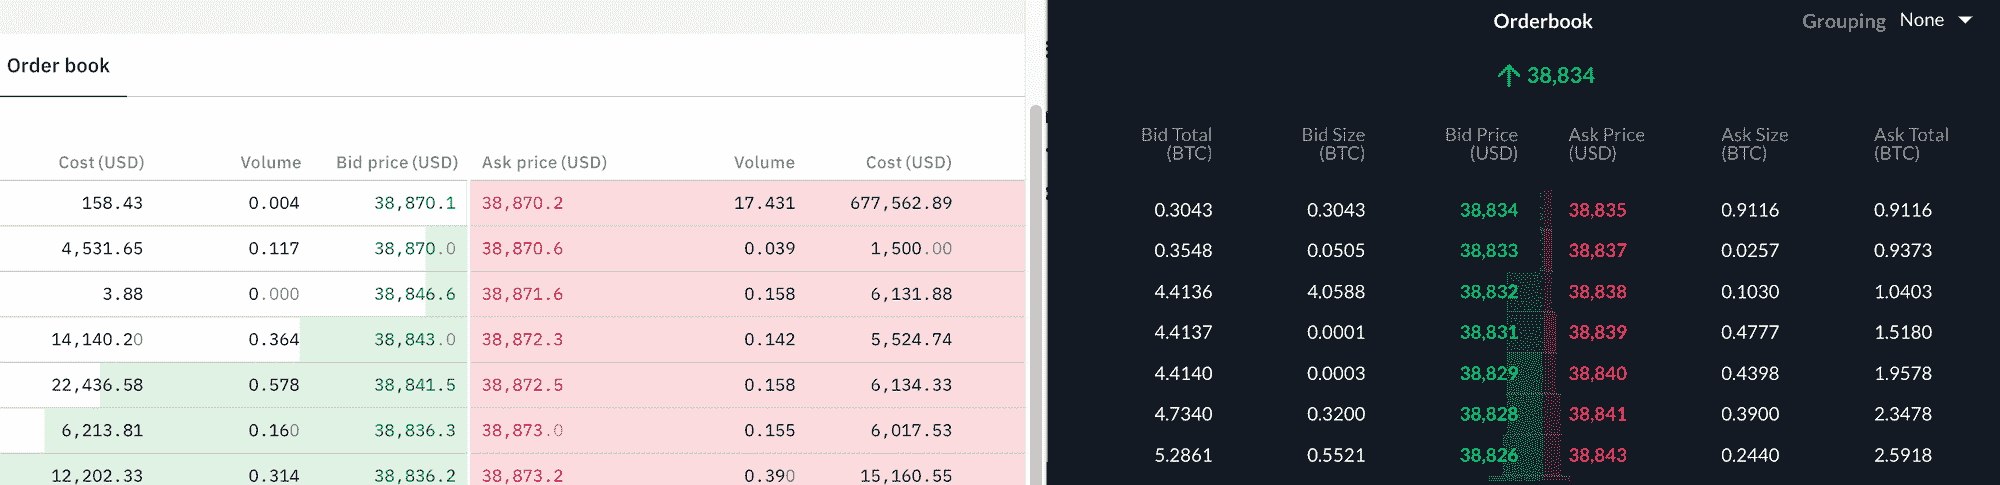 Order book
Cost (USD) Volume Bid price (USD) Ask price (USD) Volume Cost (USD)
158.43 0.004 38,870.1 38,870.2 17.431 677,562.89
4,531.65 0.117 38,870.0 38,870.6 0.039 1,500.00
3.88 0.000 38,846.6 38,871.6 0.158 6,131.88
14,140.20 0.364 38,843.0 38,872.3 0.142 5,524.74
22,436.58 0.578 38,841.5 38,872.5 0.158 6,134.33
6,213.81 0.160 38,836.3 38,873.0 0.155 6,017.53
12,202.33 0.314 38,836.2 38,873.2 0.390 15,160.55
Orderbook
Grouping None
38,834
Bid Total Bid Size Bid Price Ask Price Ask Size Ask Total
(BTC) (BTC) (USD) (USD) (BTC) (BTC)
0.3043 0.3043 38,834 38,835 0.9116 0.9116
0.3548 0.0505 38,833 38,837 0.0257 0.9373
4.4136 4.0588 38,832 38,838 0.1030 1.0403
4.4137 0.0001 38,831 38,839 0.4777 1.5180
4.4140 0.0003 38,829 38,840 0.4398 1.9578
4.7340 0.3200 38,828 38,841 0.3900 2.3478
5.2861 0.5521 38,826 38,843 0.2440 2.5918